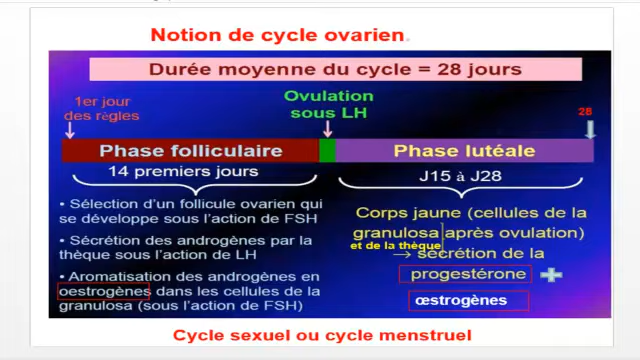 Notion de cycle ovarien.
Durée moyenne du cycle = 28 jours
1er jour
des règles
Ovulation
sous LH
28
Phase folliculaire
Phase lutéale
14 premiers jours
J15 à J28
• Sélection d'un follicule ovarien qui
se développe sous l'action de FSH
• Sécrétion des androgènes par la
thèque sous l'action de LH
• Aromatisation des androgènes en
oestrogènes dans les cellules de la
granulosa (sous l'action de FSH)
Corps jaune (cellules de la
granulosa après ovulation)
et de la thèque
→ sécrétion de la
progestérone +
œstrogènes
Cycle sexuel ou cycle menstruel